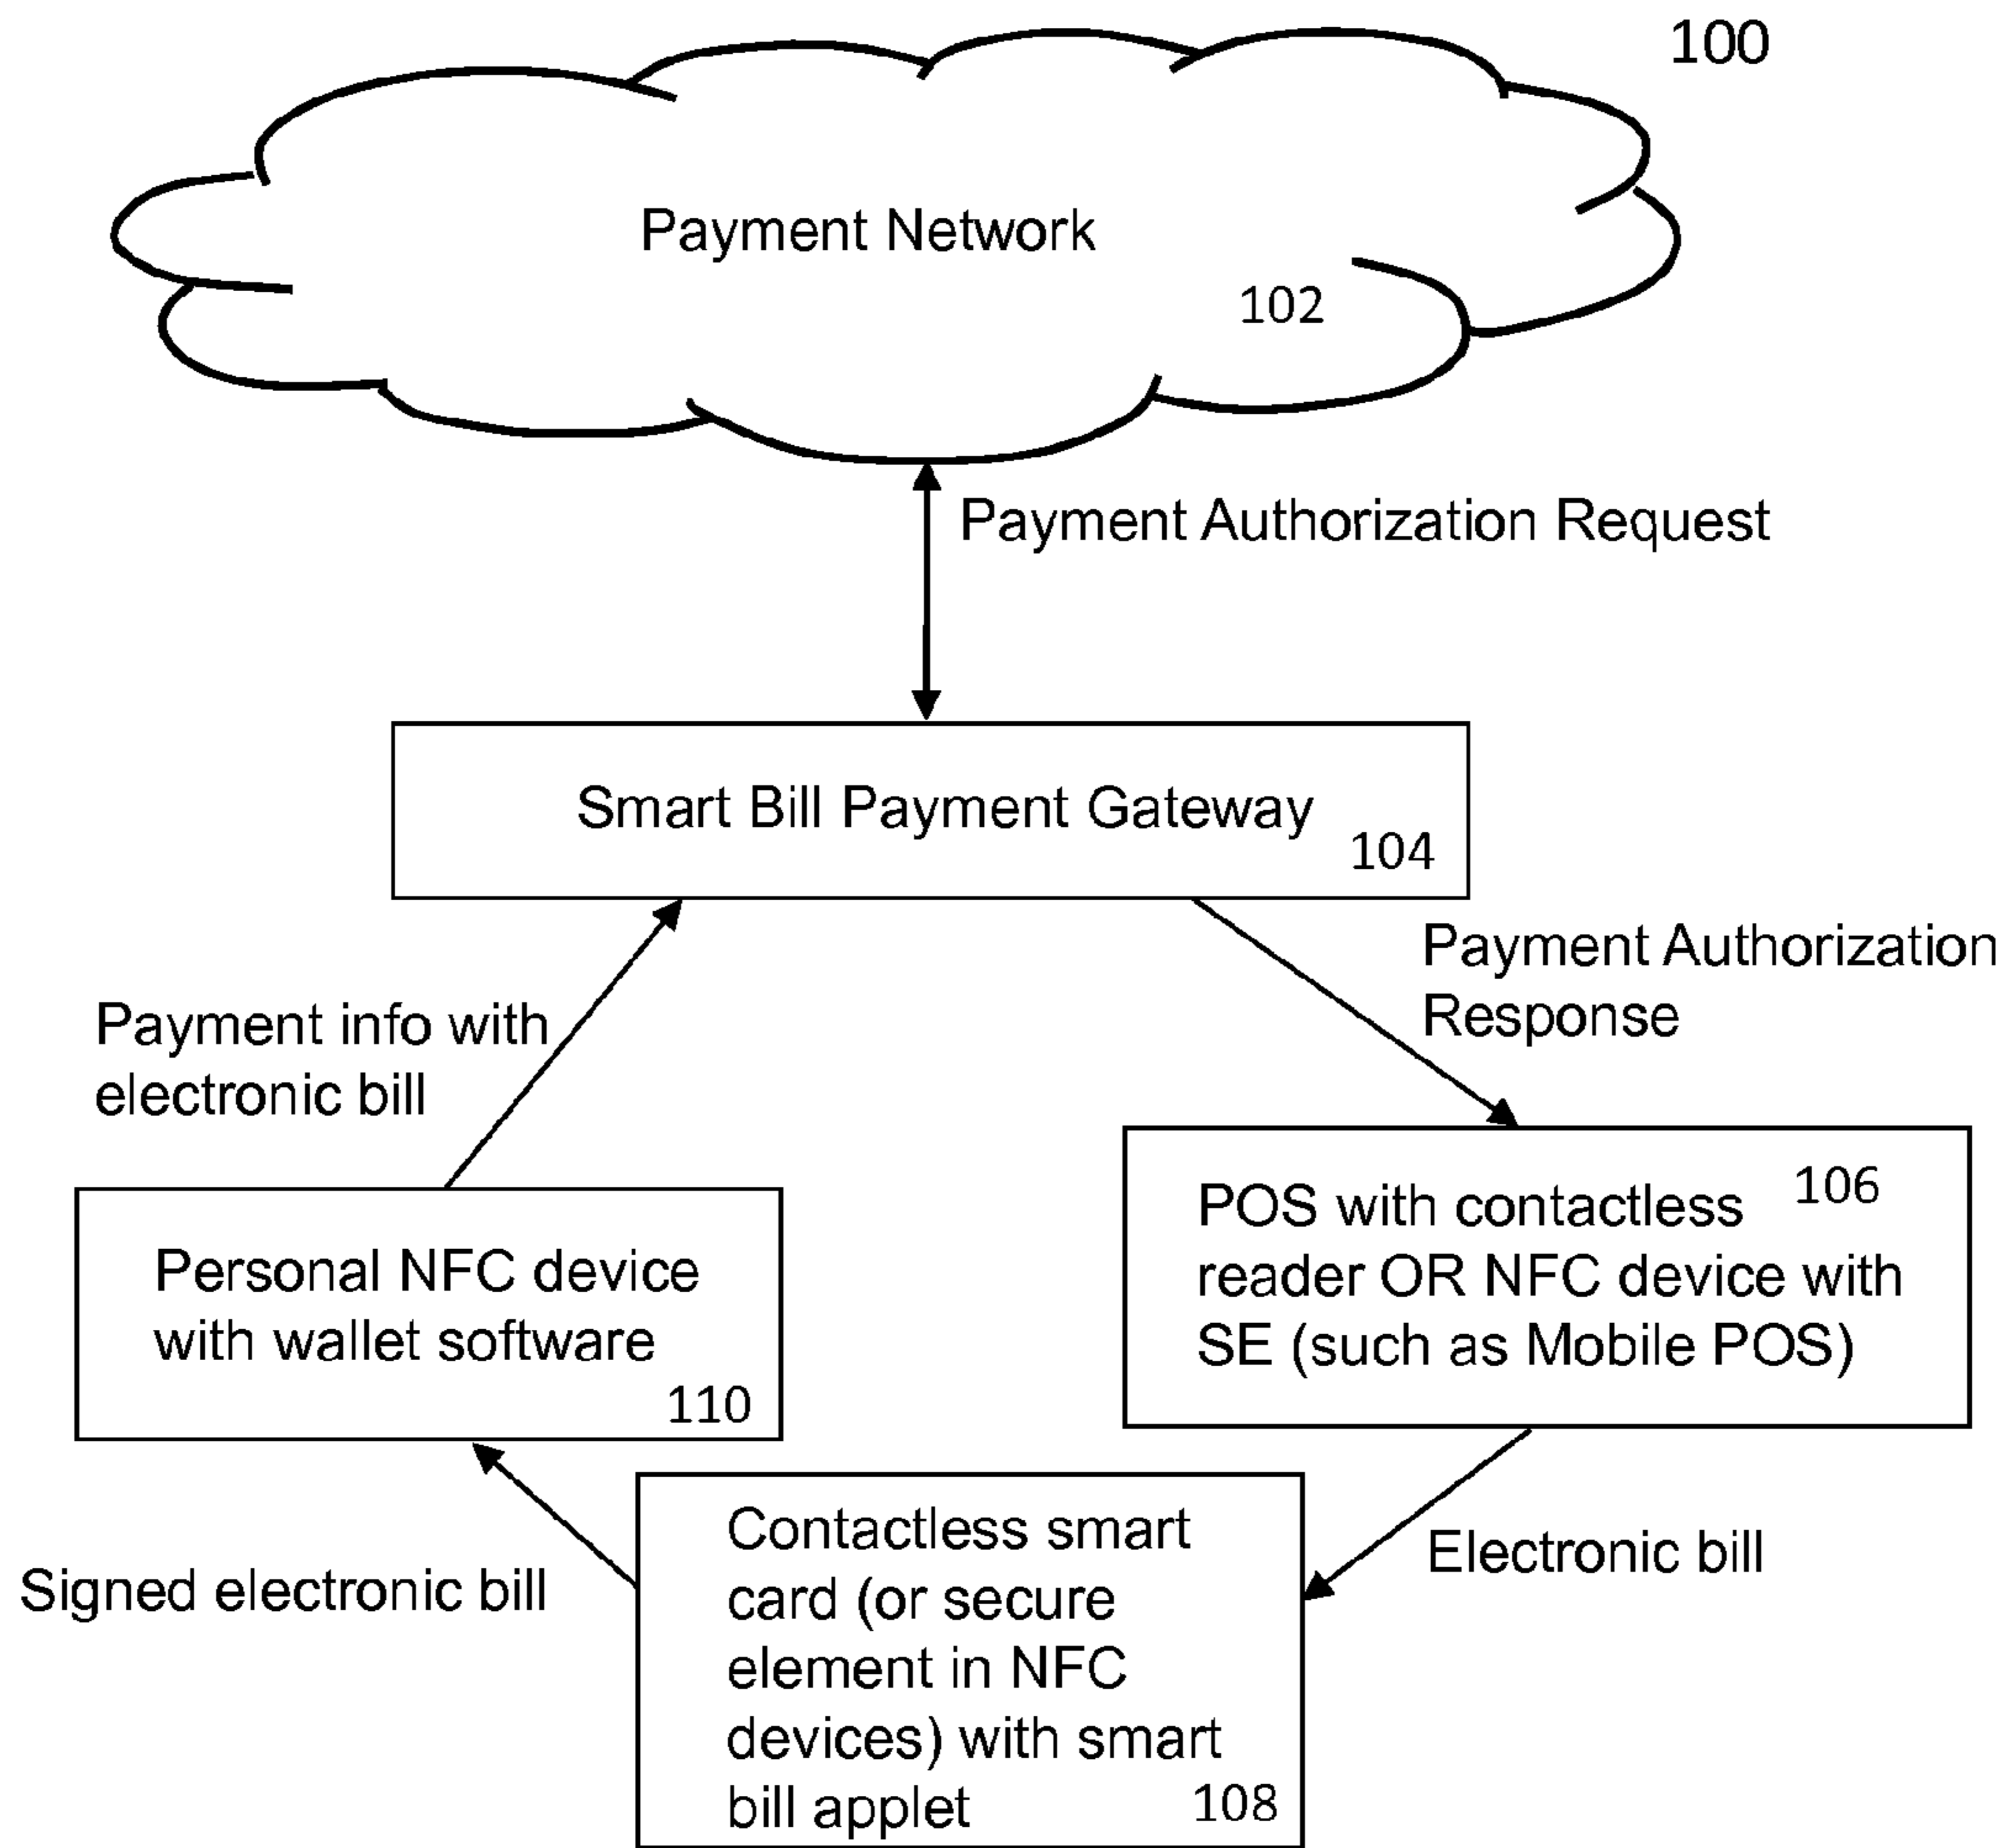 100
Payment Network
102
Payment Authorization Request
Smart Bill Payment Gateway
104
Payment Authorization
Response
Payment info with
electronic bill
POS with contactless 106
reader OR NFC device with
SE (such as Mobile POS)
Personal NFC device
with wallet software
110
Electronic bill
Signed electronic bill
Contactless smart
card (or secure
element in NFC
devices) with smart
bill applet 108